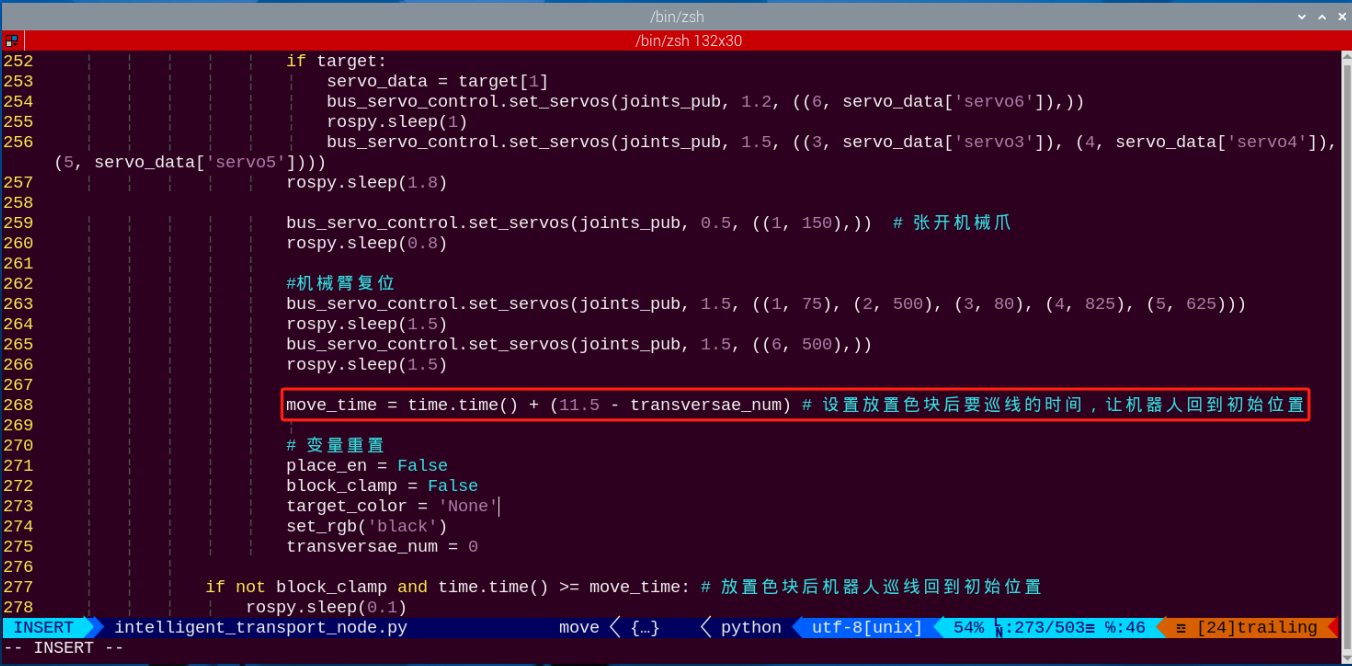 /bin/zsh
/bin/zsh 132x30
252 if target:
253 servo_data = target[1]
254 bus_servo_control.set_servos(joints_pub, 1.2, ((6, servo_data['servo6']),))
255 rospy.sleep(1)
256 bus_servo_control.set_servos(joints_pub, 1.5, ((3, servo_data['servo3']), (4, servo_data['servo4']),
(5, servo_data['servo5'])))
257 rospy.sleep(1.8)
258
259 bus_servo_control.set_servos(joints_pub, 0.5, ((1, 150),)) # 张开机械爪
260 rospy.sleep(0.8)
261
262 #机械臂复位
263 bus_servo_control.set_servos(joints_pub, 1.5, ((1, 75), (2, 500), (3, 80), (4, 825), (5, 625)))
264 rospy.sleep(1.5)
265 bus_servo_control.set_servos(joints_pub, 1.5, ((6, 500),))
266 rospy.sleep(1.5)
267
268 move_time = time.time() + (11.5 - transversae_num) # 设置放置色块后要巡线的时间，让机器人回到初始位置
269
270 # 变量重置
271 place_en = False
272 block_clamp = False
273 target_color = 'None'
274 set_rgb('black')
275 transversae_num = 0
276
277 if not block_clamp and time.time() >= move_time: # 放置色块后机器人巡线回到初始位置
278 rospy.sleep(0.1)
INSERT intelligent_transport_node.py move {…} python utf-8[unix] 54% ㏑:273/503≡ ℅:46 ☲ [24]trailing
-- INSERT --